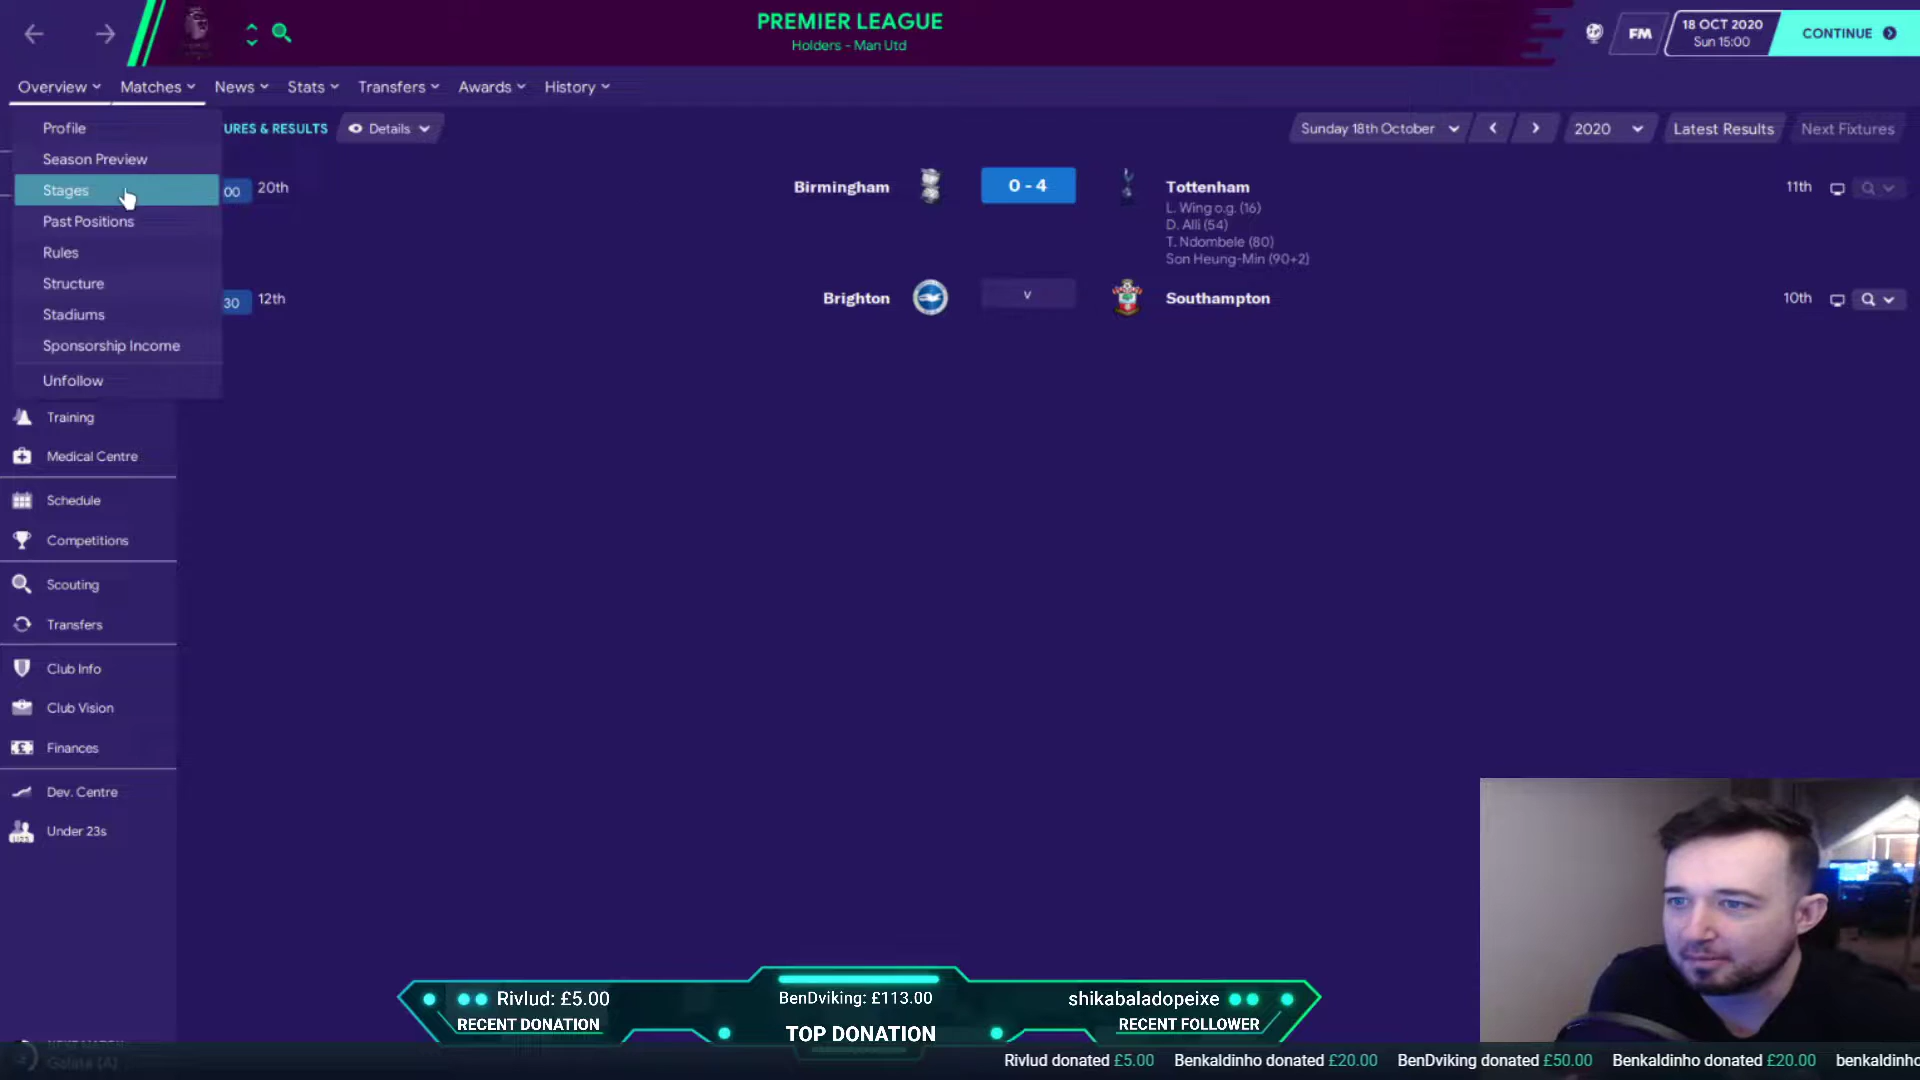 PREMIER LEAGUE
Holders - Man Utd
FM
18 OCT 2020
Sun 15:00
CONTINUE
Overview
Matches
News
Stats
Transfers
Awards
History
Profile
Season Preview
Stages
Past Positions
Rules
Structure
Stadiums
Sponsorship Income
Unfollow
URES & RESULTS
Details
Sunday 18th October
2020
Latest Results
Next Fixtures
00 20th Birmingham 0 - 4 Tottenham 11th
L. Wing o.g. (16)
D. Alli (54)
T. Ndombele (80)
Son Heung-Min (90+2)
30 12th Brighton v Southampton 10th
Training
Medical Centre
Schedule
Competitions
Scouting
Transfers
Club Info
Club Vision
Finances
Dev. Centre
Under 23s
Rivlud: £5.00
RECENT DONATION
BenDviking: £113.00
TOP DONATION
shikabaladopeixe
RECENT FOLLOWER
Rivlud donated £5.00 Benkaldinho donated £20.00 BenDviking donated £50.00 Benkaldinho donated £20.00 benkaldinho